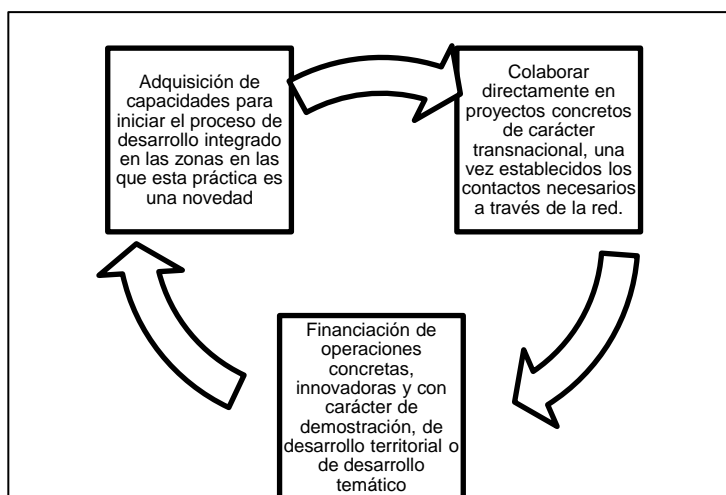 Adquisición de
capacidades para
iniciar el proceso de
desarrollo integrado
en las zonas en las
que esta práctica es
una novedad
Colaborar
directamente en
proyectos concretos
de carácter
transnacional, una
vez establecidos los
contactos necesarios
a través de la red.
Financiación de
operaciones
concretas,
innovadoras y con
carácter de
demostración, de
desarrollo territorial o
de desarrollo
temático